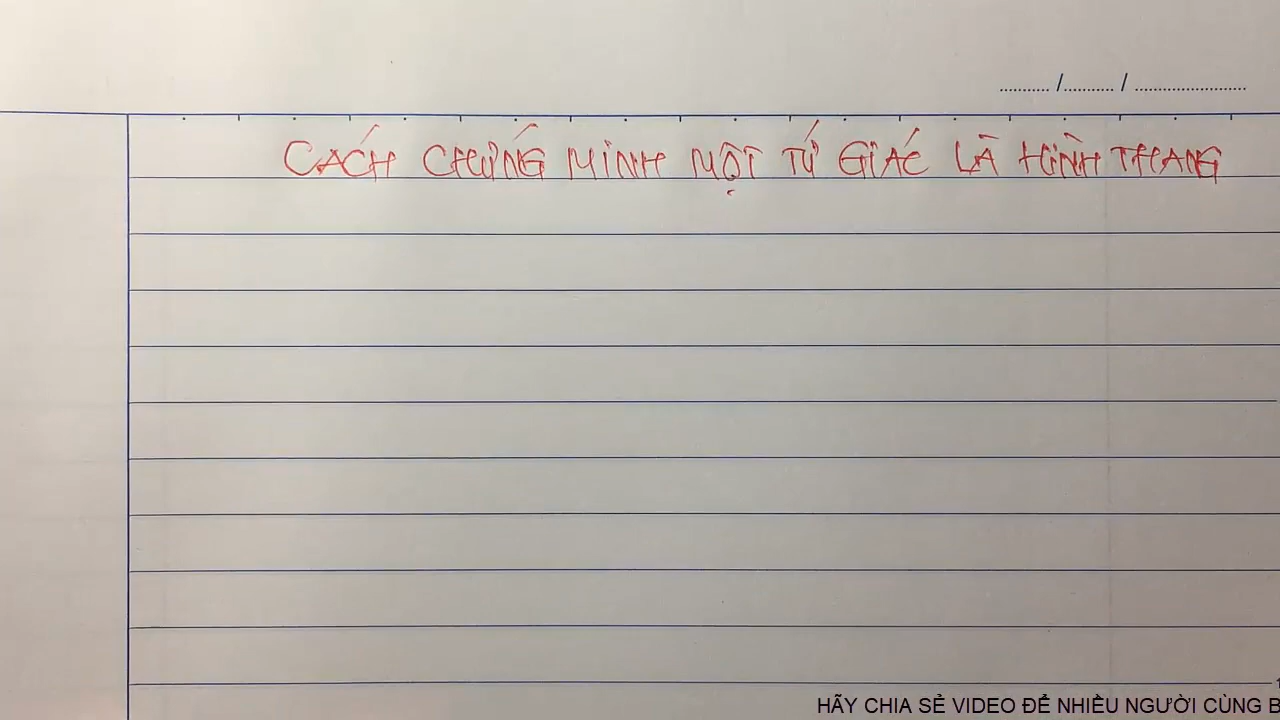 ........... /........... / ........................
CÁCH CHỨNG MINH MỘT TỨ GIÁC LÀ HÌNH THANG
HÃY CHIA SẺ VIDEO ĐỂ NHIỀU NGƯỜI CÙNG B